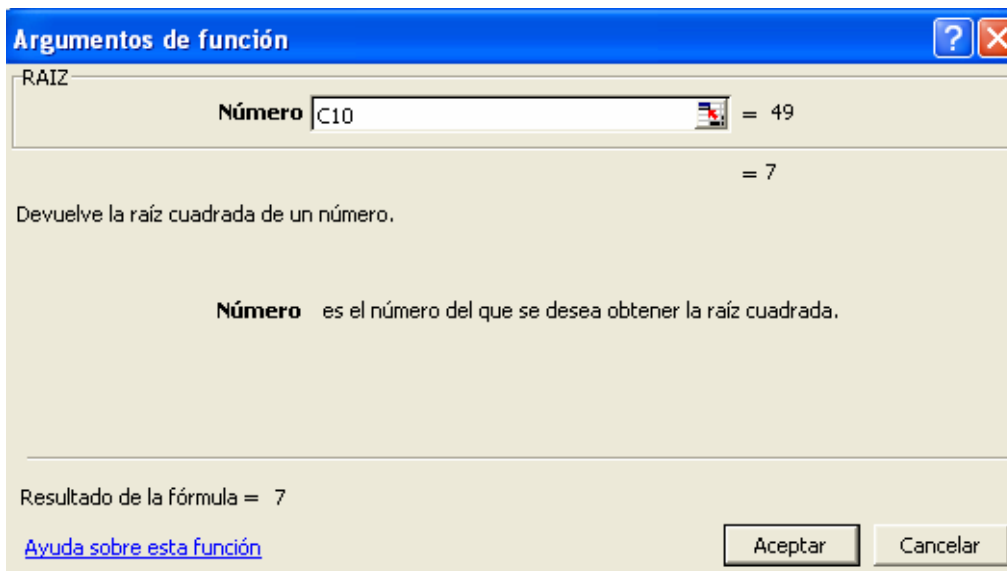 Argumentos de función
RAIZ
Número C10 = 49
= 7
Devuelve la raíz cuadrada de un número.
Número es el número del que se desea obtener la raíz cuadrada.
Resultado de la fórmula = 7
Ayuda sobre esta función Aceptar Cancelar